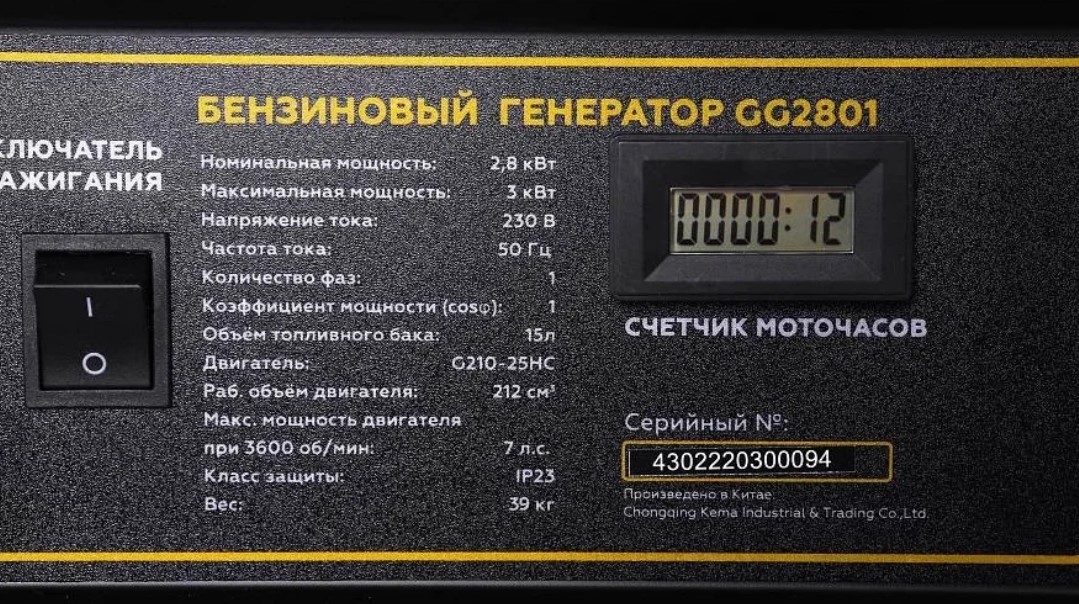 БЕНЗИНОВЫЙ ГЕНЕРАТОР GG2801
КЛЮЧАТЕЛЬ
АЖИГАНИЯ
I
O
Номинальная мощность: 2,8 кВт
Максимальная мощность: 3 кВт
Напряжение тока: 230 В
Частота тока: 50 Гц
Количество фаз: 1
Коэффициент мощности (cosφ): 1
Объём топливного бака: 15л
Двигатель: G210-25HC
Раб. объём двигателя: 212 см³
Макс. мощность двигателя
при 3600 об/мин: 7 л.с.
Класс защиты: IP23
Вес: 39 кг
0000:12
СЧЕТЧИК МОТОЧАСОВ
Серийный №:
4302220300094
Произведено в Китае
Chongqing Kema Industrial & Trading Co.,Ltd.